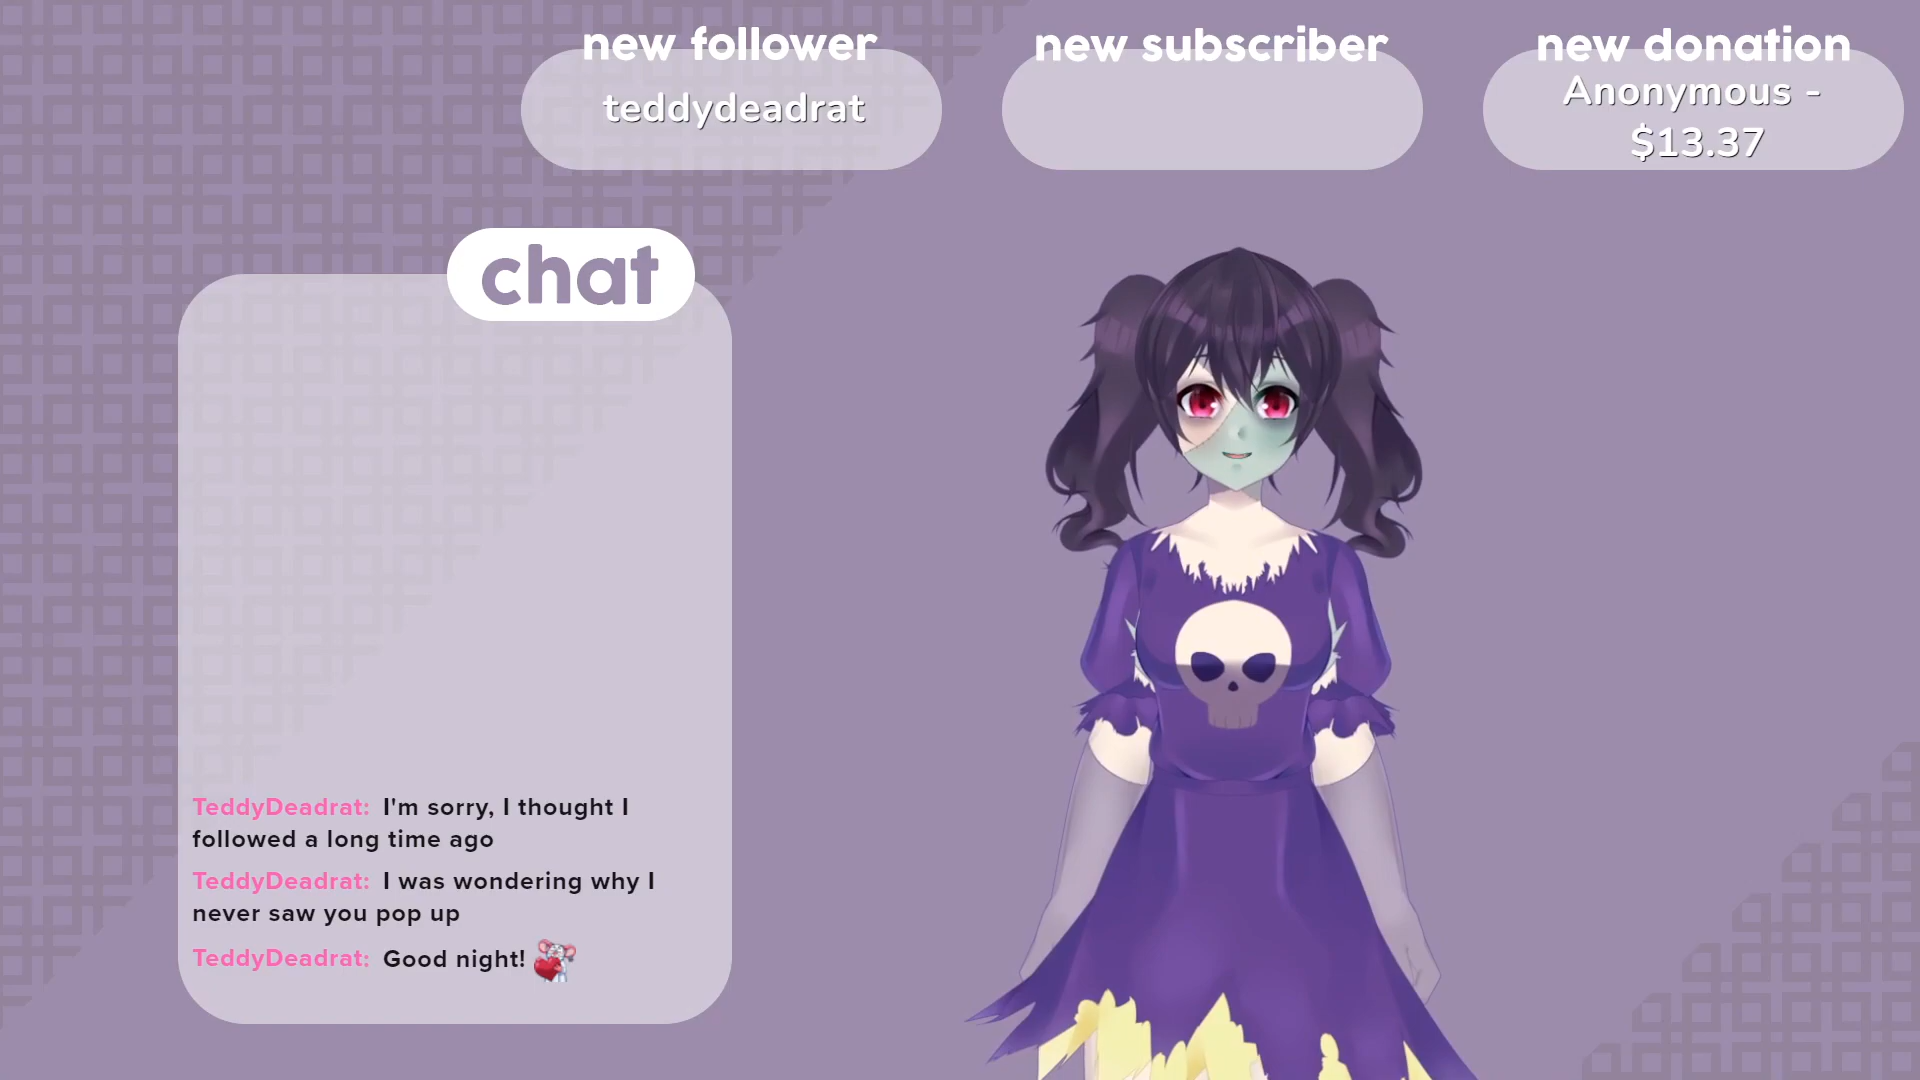 new follower
teddydeadrat
new subscriber
new donation
Anonymous -
$13.37
chat
TeddyDeadrat: I'm sorry, I thought I
followed a long time ago
TeddyDeadrat: I was wondering why I
never saw you pop up
TeddyDeadrat: Good night!